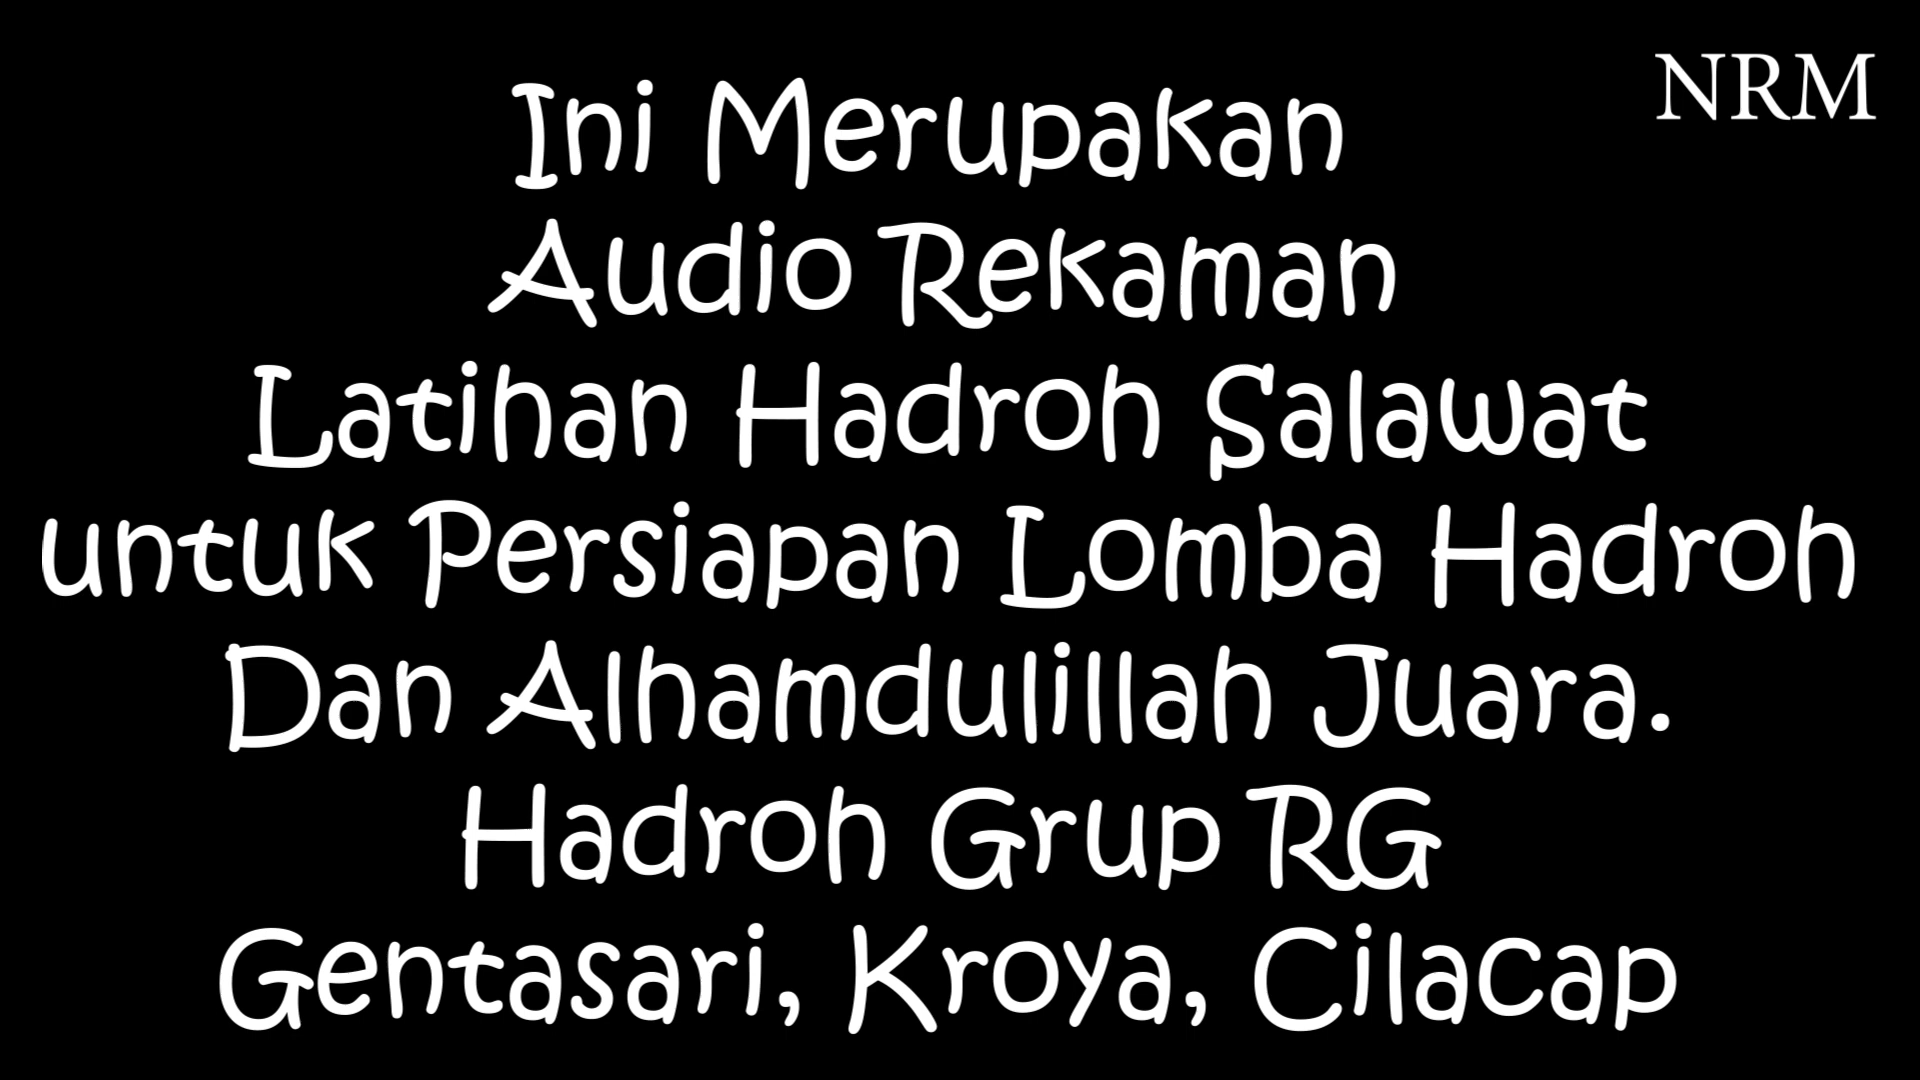 NRM
Ini Merupakan
Audio Rekaman
Latihan Hadroh Salawat
untuk Persiapan Lomba Hadroh
Dan Alhamdulillah Juara.
Hadroh Grup RG
Gentasari, Kroya, Cilacap